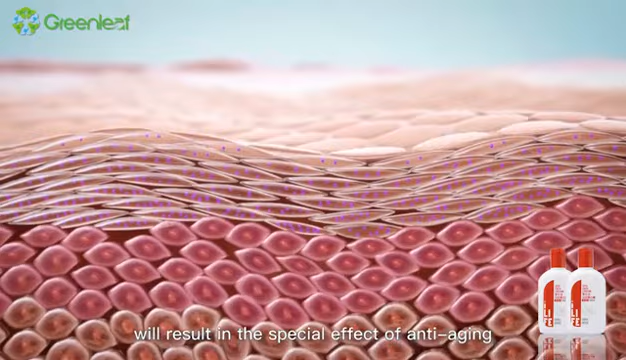 Greenleaf
will result in the special effect of anti-aging